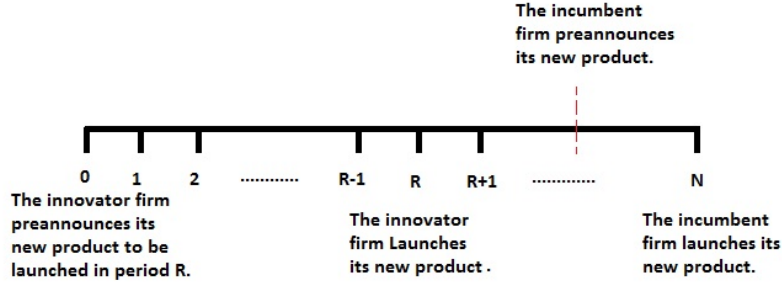 The incumbent
firm preannounces
its new product.
0 1 2 ............ R-1 R R+1 ............. N
The innovator firm
preannounces its
new product to be
launched in period R.
The innovator
firm Launches
its new product .
The incumbent
firm launches its
new product.